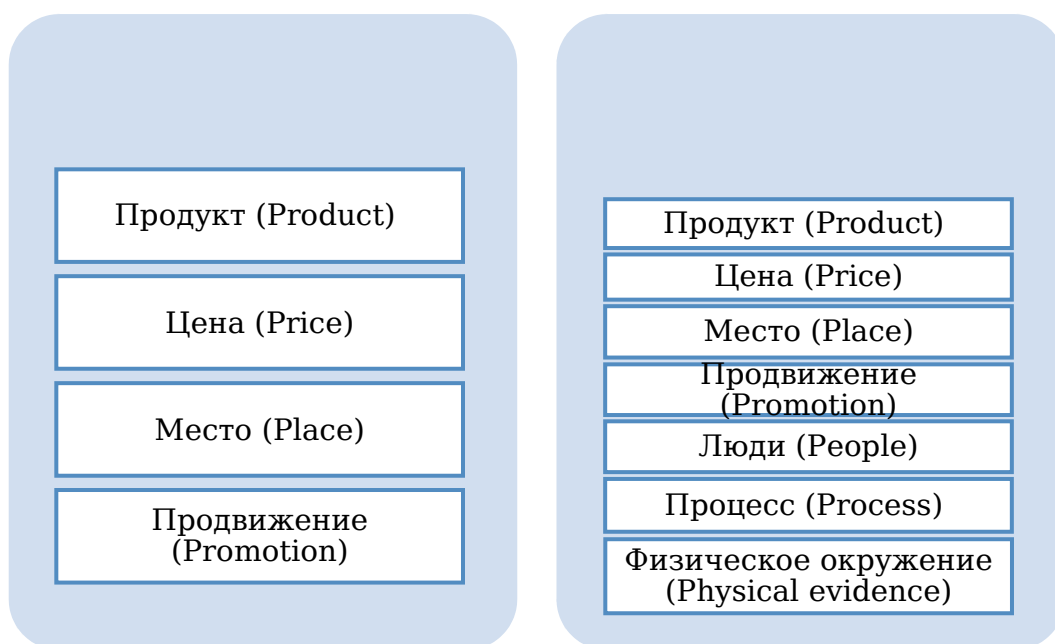 Продукт (Product)
Цена (Price)
Место (Place)
Продвижение
(Promotion)
Продукт (Product)
Цена (Price)
Место (Place)
Продвижение
(Promotion)
Люди (People)
Процесс (Process)
Физическое окружение
(Physical evidence)